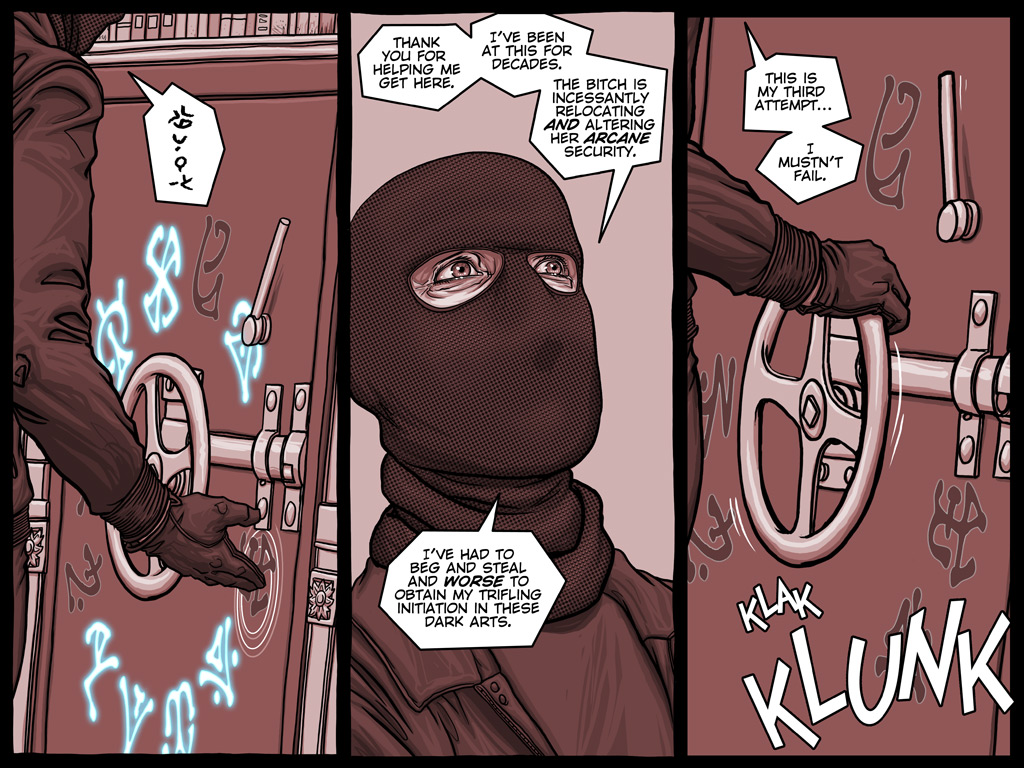 THANK
YOU FOR
HELPING ME
GET HERE.
I'VE BEEN
AT THIS FOR
DECADES.
THE BITCH IS
INCESSANTLY
RELOCATING
AND ALTERING
HER ARCANE
SECURITY.
I'VE HAD TO
BEG AND STEAL
AND WORSE TO
OBTAIN MY TRIFLING
INITIATION IN THESE
DARK ARTS.
THIS IS
MY THIRD
ATTEMPT...
I
MUSTN'T
FAIL.
KLAK
KLUNK